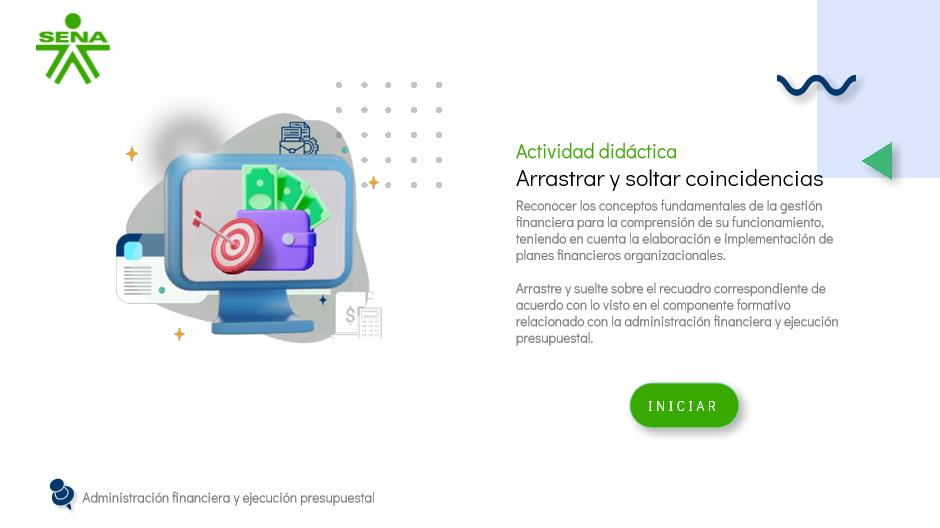 SENA
Actividad didáctica
Arrastrar y soltar coincidencias
Reconocer los conceptos fundamentales de la gestión
financiera para la comprensión de su funcionamiento,
teniendo en cuenta la elaboración e implementación de
planes financieros organizacionales.
Arrastre y suelte sobre el recuadro correspondiente de
acuerdo con lo visto en el componente formativo
relacionado con la administración financiera y ejecución
presupuestal.
INICIAR
Administración financiera y ejecución presupuestal